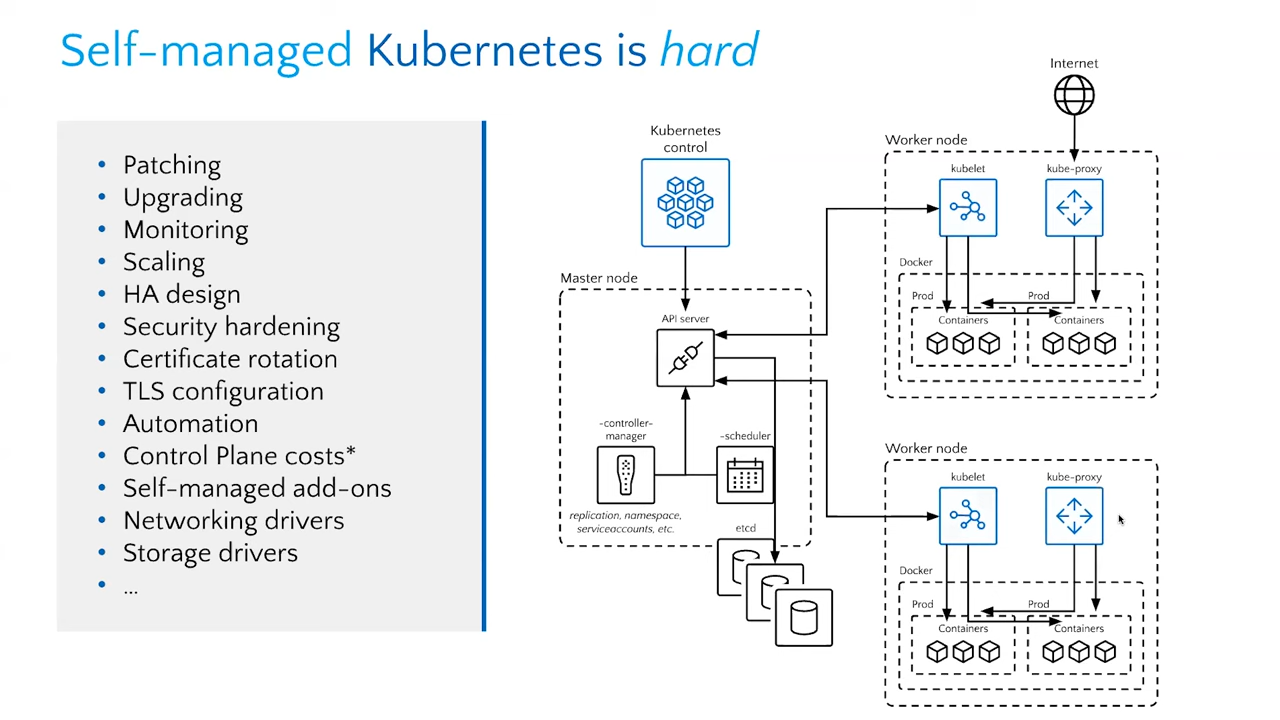 Self-managed Kubernetes is hard
• Patching
• Upgrading
• Monitoring
• Scaling
• HA design
• Security hardening
• Certificate rotation
• TLS configuration
• Automation
• Control Plane costs*
• Self-managed add-ons
• Networking drivers
• Storage drivers
• ...
Kubernetes
control
Master node
API server
-controller-
manager
-scheduler
replication, namespace,
serviceaccounts, etc.
etcd
Internet
Worker node
kubelet
kube-proxy
Docker
Prod
Prod
Containers
Containers
Worker node
kubelet
kube-proxy
Docker
Prod
Prod
Containers
Containers